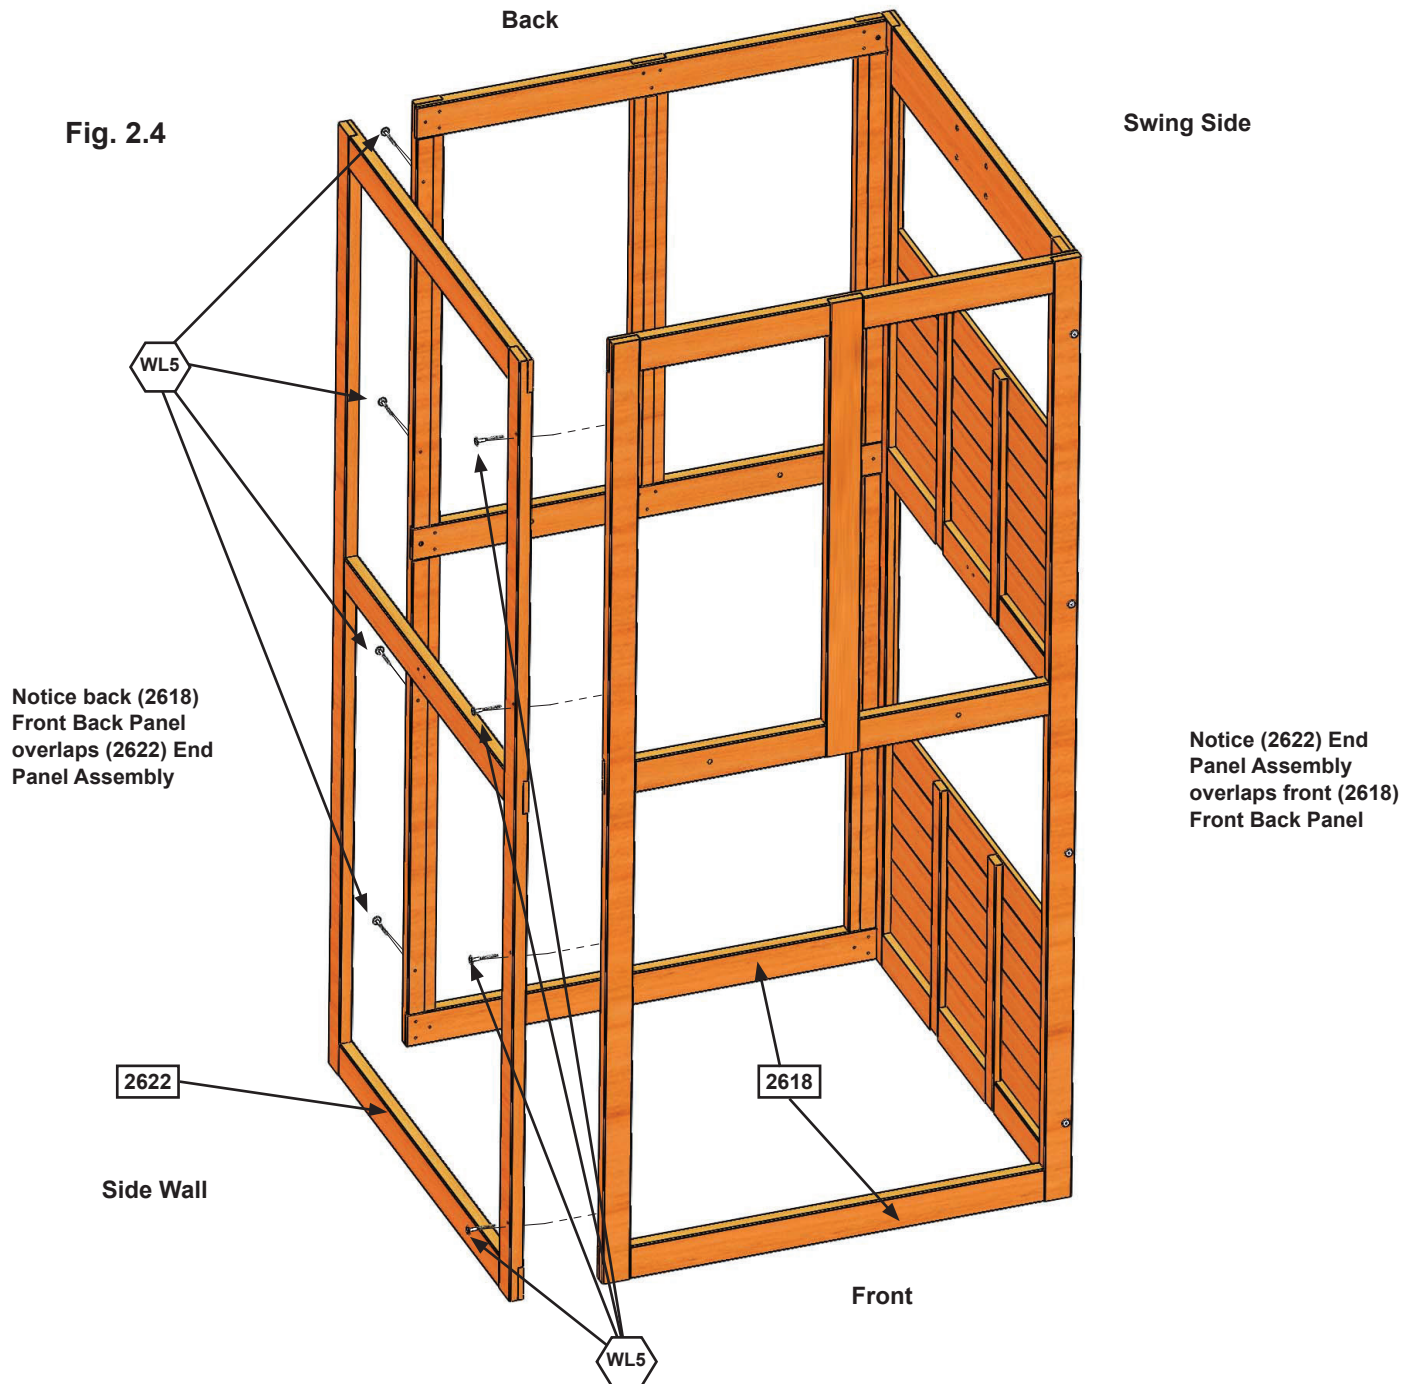 Back
Fig. 2.4
Swing Side
WL5
Notice back (2618)
Front Back Panel
overlaps (2622) End
Panel Assembly
Notice (2622) End
Panel Assembly
overlaps front (2618)
Front Back Panel
2622
2618
Side Wall
Front
WL5